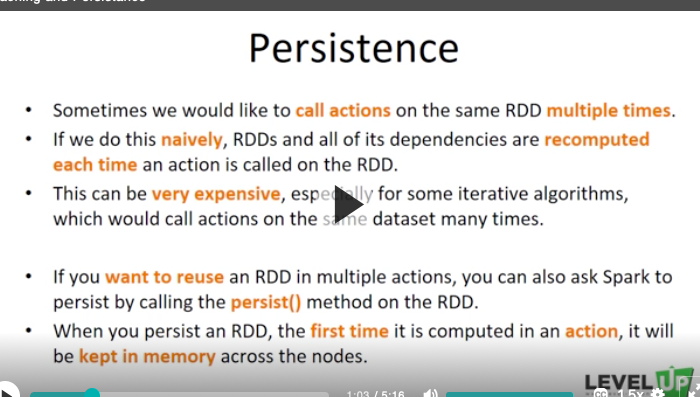 Persistence
• Sometimes we would like to call actions on the same RDD multiple times.
• If we do this naively, RDDs and all of its dependencies are recomputed
each time an action is called on the RDD.
• This can be very expensive, especially for some iterative algorithms,
which would call actions on the same dataset many times.
• If you want to reuse an RDD in multiple actions, you can also ask Spark to
persist by calling the persist() method on the RDD.
• When you persist an RDD, the first time it is computed in an action, it will
be kept in memory across the nodes.
LEVEL UP
1:03 / 5:16 CC 1.5x